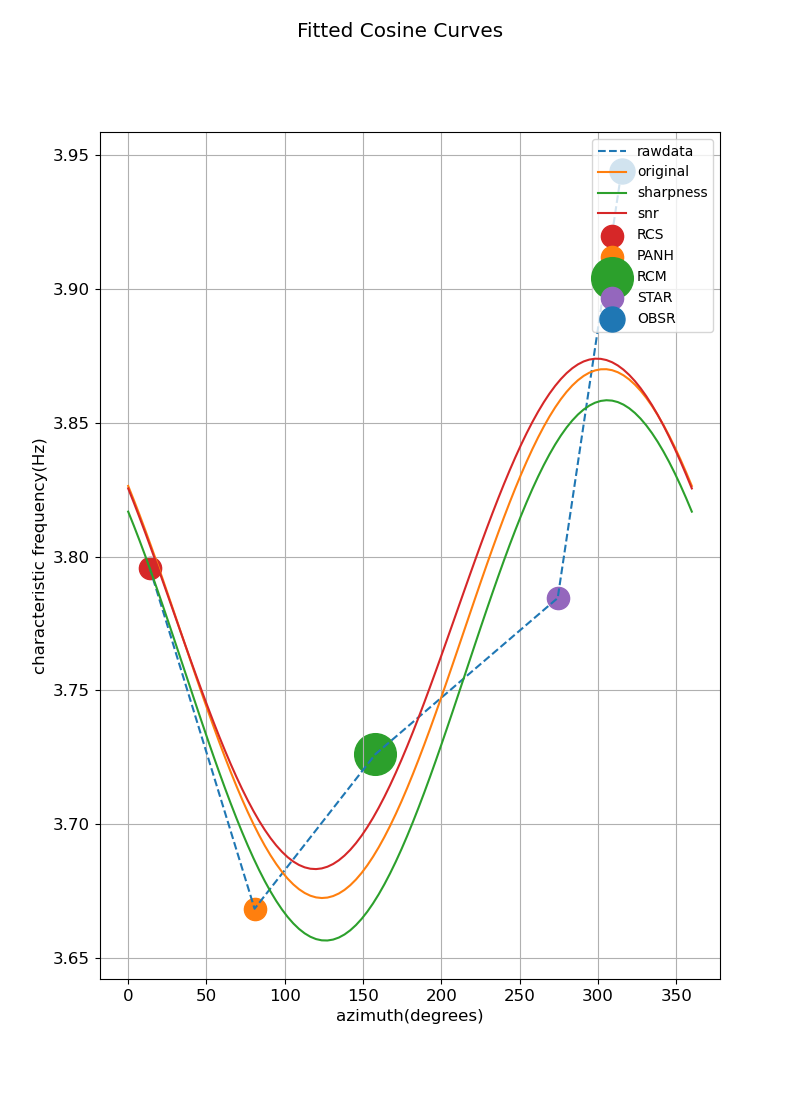 Fitted Cosine Curves
rawdata
original
sharpness
snr
RCS
PANH
RCM
STAR
OBSR
3.95
3.90
3.85
3.80
3.75
3.70
3.65
characteristic frequency(Hz)
0 50 100 150 200 250 300 350
azimuth(degrees)